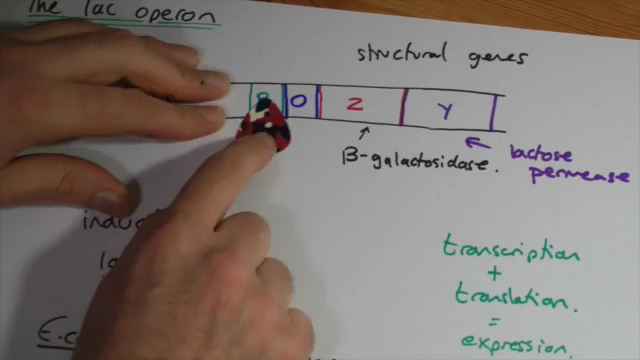 The lac operon
structural genes
O Z Y
β-galactosidase.
lactose
permease
transcription
+
translation.
=
expression.